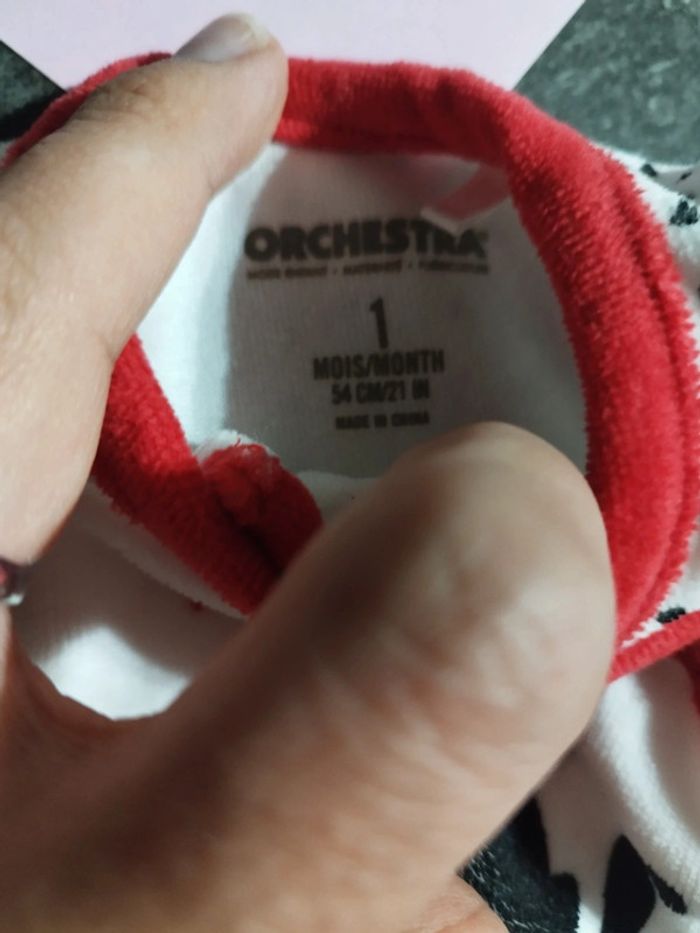 ORCHESTRA
1
MOIS/MONTH
54 CM/21 IN
MADE IN CHINA